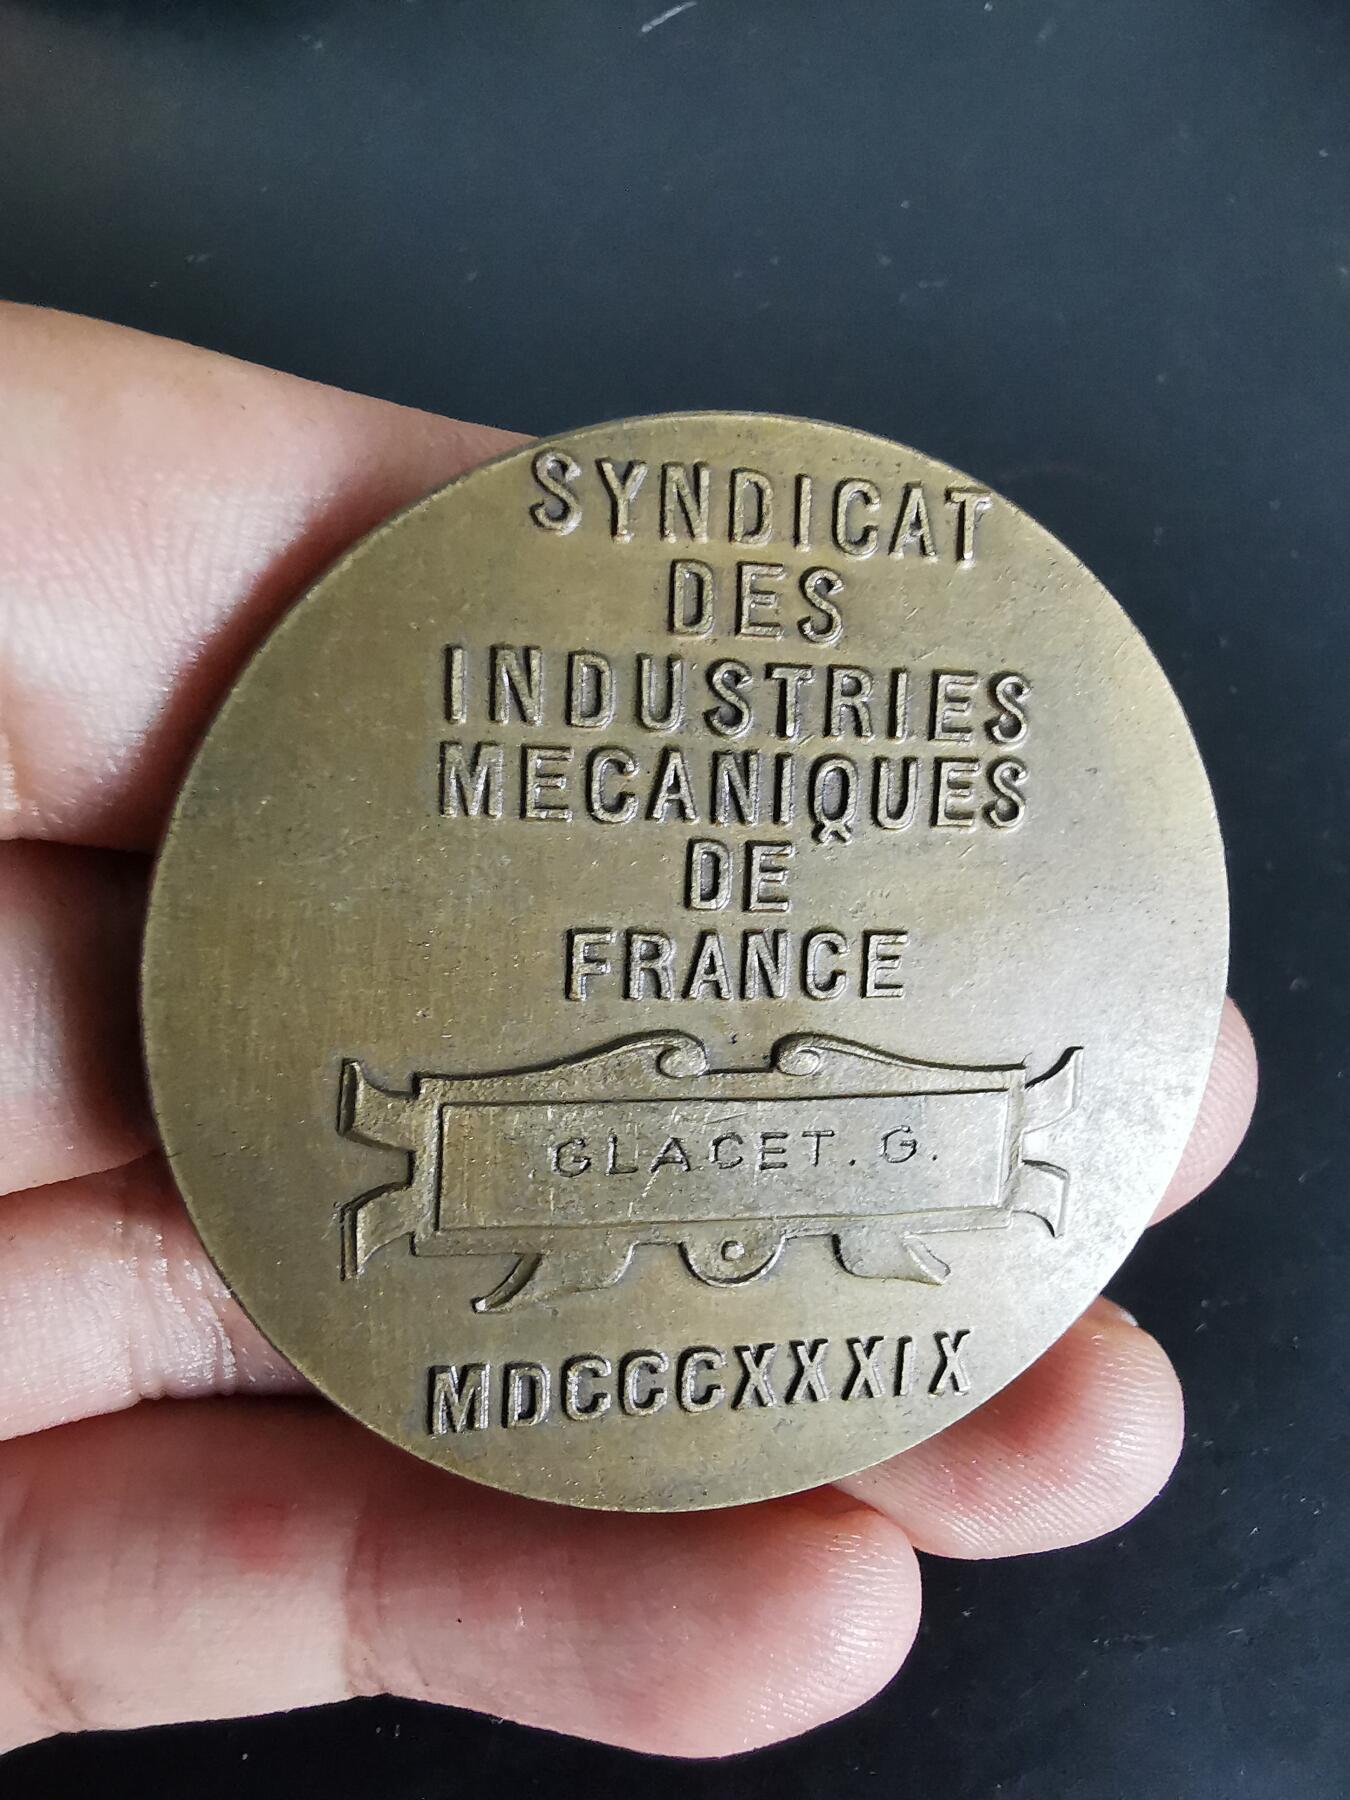 SYNDICAT
DES
INDUSTRIES
MECANIQUES
DE
FRANCE
GLACET. G.
MDCCCXXXIX